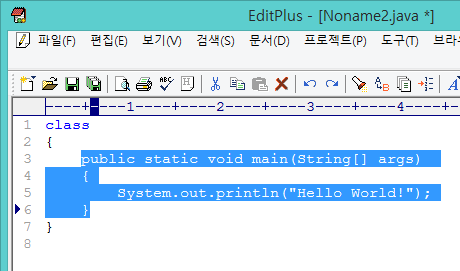 EditPlus - [Noname2.java *]
파일(F) 편집(E) 보기(V) 검색(S) 문서(D) 프로젝트(P) 도구(T) 브라우
----+----1----+----2----+----3----+----4----+-
1 class
2 {
3 public static void main(String[] args)
4 {
5 System.out.println("Hello World!");
6 }
7 }
8